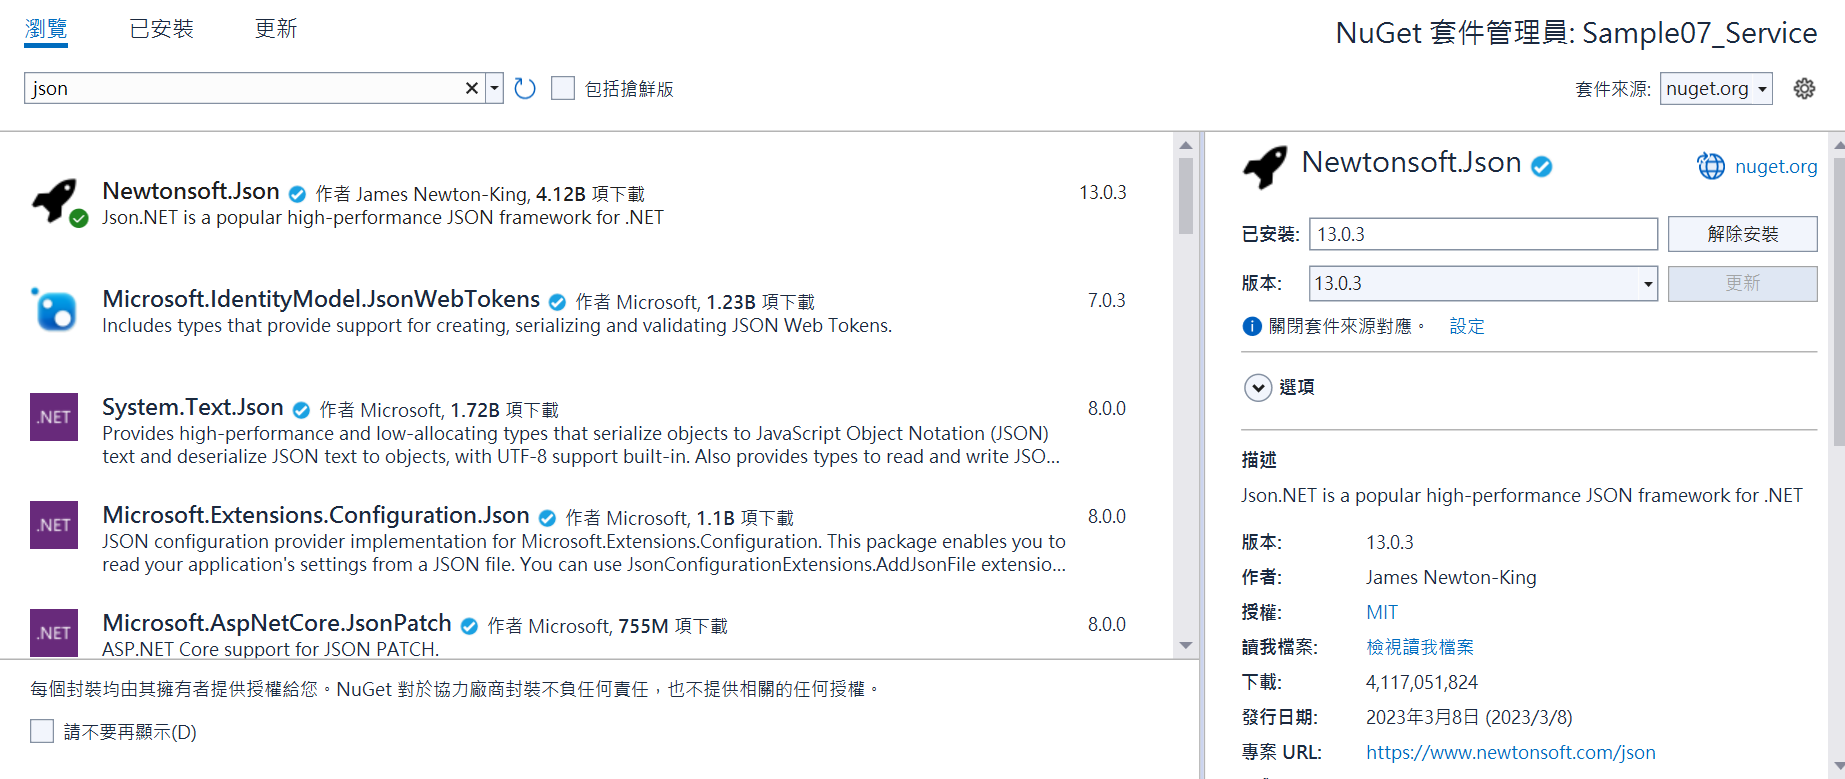 瀏覽 已安裝 更新
NuGet 套件管理員: Sample07_Service
json
包括搶鮮版
套件來源: nuget.org
Newtonsoft.Json 作者 James Newton-King, 4.12B 項下載 13.0.3
Json.NET is a popular high-performance JSON framework for .NET
Microsoft.IdentityModel.JsonWebTokens 作者 Microsoft, 1.23B 項下載 7.0.3
Includes types that provide support for creating, serializing and validating JSON Web Tokens.
.NET
System.Text.Json 作者 Microsoft, 1.72B 項下載 8.0.0
Provides high-performance and low-allocating types that serialize objects to JavaScript Object Notation (JSON)
text and deserialize JSON text to objects, with UTF-8 support built-in. Also provides types to read and write JSO...
.NET
Microsoft.Extensions.Configuration.Json 作者 Microsoft, 1.1B 項下載 8.0.0
JSON configuration provider implementation for Microsoft.Extensions.Configuration. This package enables you to
read your application's settings from a JSON file. You can use JsonConfigurationExtensions.AddJsonFile extensio...
.NET
Microsoft.AspNetCore.JsonPatch 作者 Microsoft, 755M 項下載 8.0.0
ASP.NET Core support for JSON PATCH.
每個封裝均由其擁有者提供授權給您。NuGet 對於協力廠商封裝不負任何責任，也不提供相關的任何授權。
請不要再顯示(D)
Newtonsoft.Json
nuget.org
已安裝: 13.0.3 解除安裝
版本: 13.0.3 更新
關閉套件來源對應。 設定
選項
描述
Json.NET is a popular high-performance JSON framework for .NET
版本: 13.0.3
作者: James Newton-King
授權: MIT
讀我檔案: 檢視讀我檔案
下載: 4,117,051,824
發行日期: 2023年3月8日 (2023/3/8)
專案 URL: https://www.newtonsoft.com/json